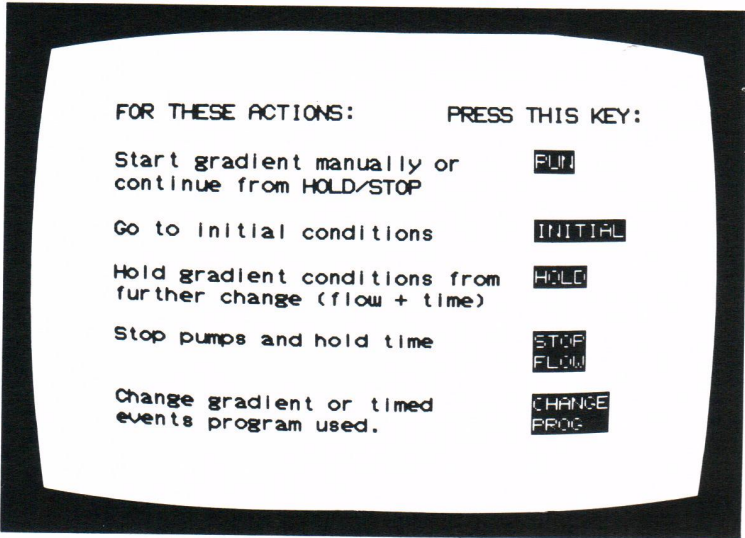 FOR THESE ACTIONS: PRESS THIS KEY:
Start gradient manually or RUN
continue from HOLD/STOP
Go to initial conditions INITIAL
Hold gradient conditions from HOLD
further change (flow + time)
Stop pumps and hold time STOP
FLOW
Change gradient or timed CHANGE
events program used. PROG